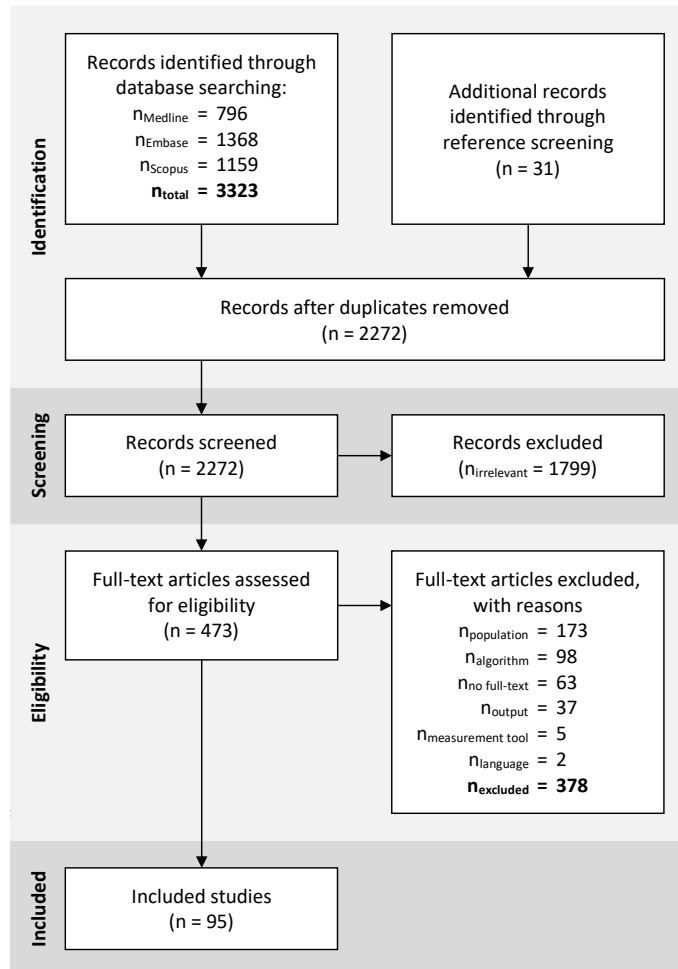 Identification
Records identified through
database searching:
nMedline = 796
nEmbase = 1368
nScopus = 1159
ntotal = 3323
Additional records
identified through
reference screening
(n = 31)
Records after duplicates removed
(n = 2272)
Screening
Records screened
(n = 2272)
Records excluded
(nirrelevant = 1799)
Eligibility
Full-text articles assessed
for eligibility
(n = 473)
Full-text articles excluded,
with reasons
npopulation = 173
nalgorithm = 98
nno full-text = 63
noutput = 37
nmeasurement tool = 5
nlanguage = 2
nexcluded = 378
Included
Included studies
(n = 95)